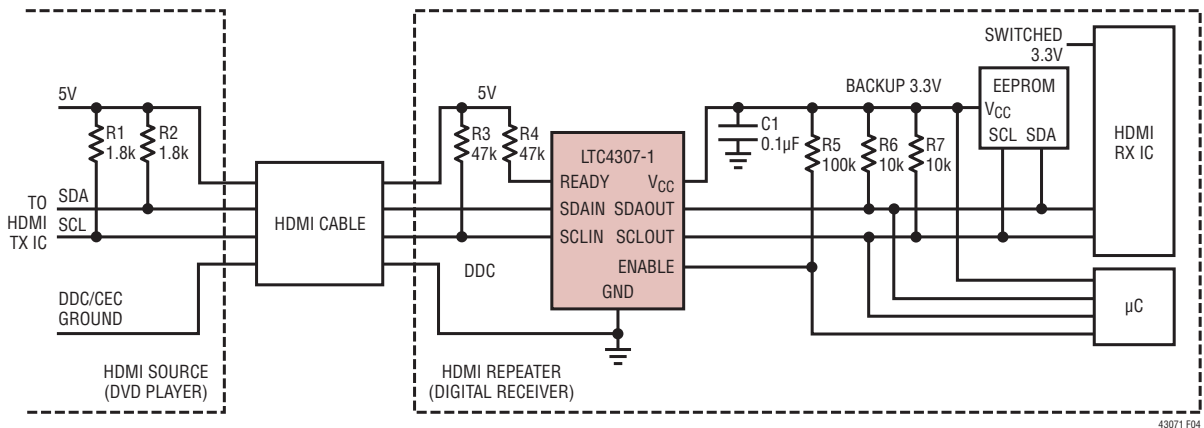 5V
R1
1.8k
R2
1.8k
TO
HDMI
TX IC
SDA
SCL
DDC/CEC
GROUND
HDMI SOURCE
(DVD PLAYER)
HDMI CABLE
5V
R3
47k
R4
47k
DDC
HDMI REPEATER
(DIGITAL RECEIVER)
LTC4307-1
READY VCC
SDAIN SDAOUT
SCLIN SCLOUT
ENABLE
GND
C1
0.1µF
BACKUP 3.3V
R5
100k
R6
10k
R7
10k
SWITCHED
3.3V
EEPROM
VCC
SCL SDA
HDMI
RX IC
µC
43071 F04